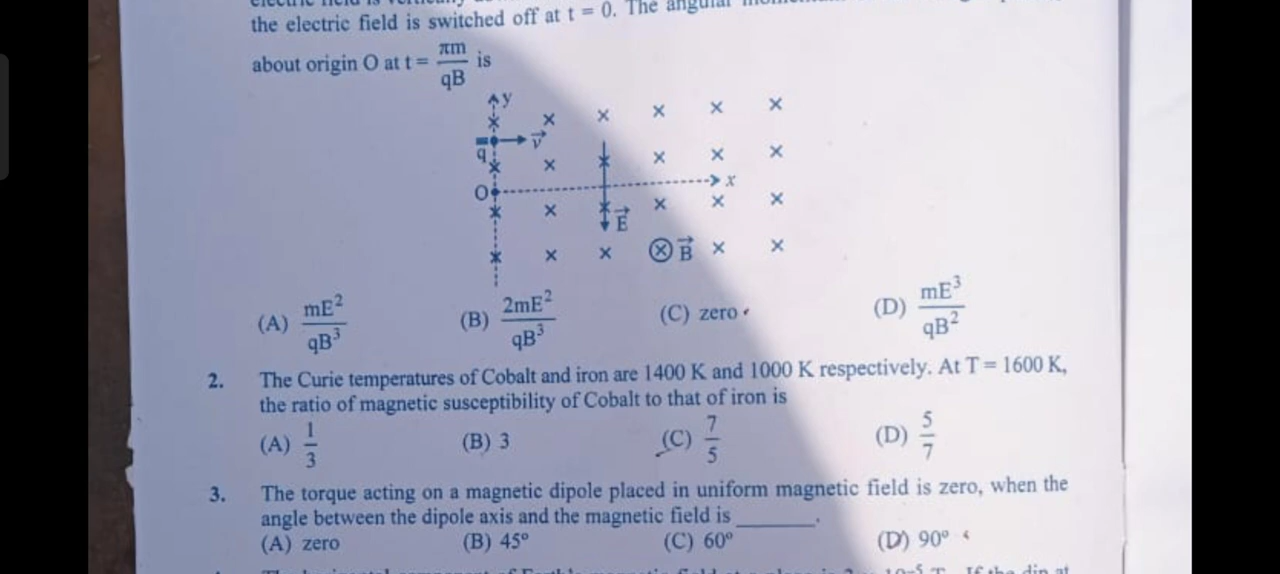 the electric field is switched off at t = 0. The
about origin O at t = πm/qB is
y
q v⃗
O x
E⃗
B⃗
(A) mE²/qB³ (B) 2mE²/qB³ (C) zero (D) mE³/qB²
2. The Curie temperatures of Cobalt and iron are 1400 K and 1000 K respectively. At T = 1600 K,
the ratio of magnetic susceptibility of Cobalt to that of iron is
(A) 1/3 (B) 3 (C) 7/5 (D) 5/7
3. The torque acting on a magnetic dipole placed in uniform magnetic field is zero, when the
angle between the dipole axis and the magnetic field is ________.
(A) zero (B) 45° (C) 60° (D) 90°